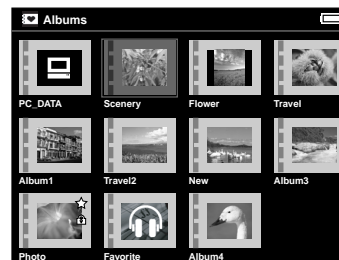 Albums
PC_DATA Scenery Flower Travel
Album1 Travel2 New Album3
Photo Favorite Album4